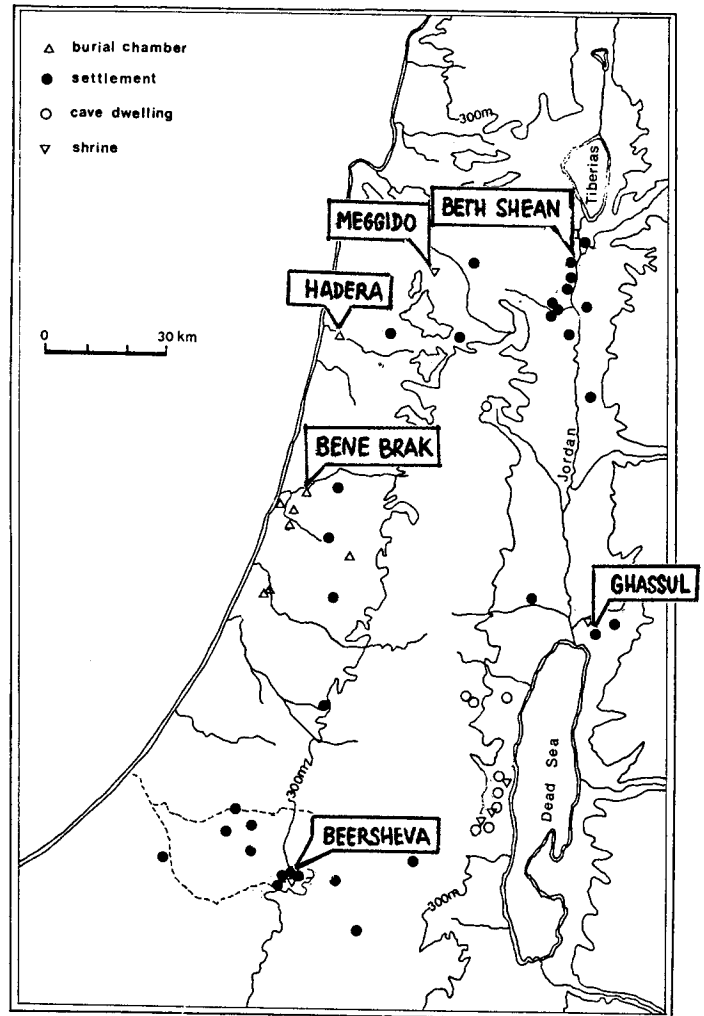 burial chamber
settlement
cave dwelling
shrine
300m
Tiberias
BETH SHEAN
MEGGIDO
HADERA
0 30 km
BENE BRAK
Jordan
GHASSUL
Dead Sea
300m
BEERSHEVA
300m